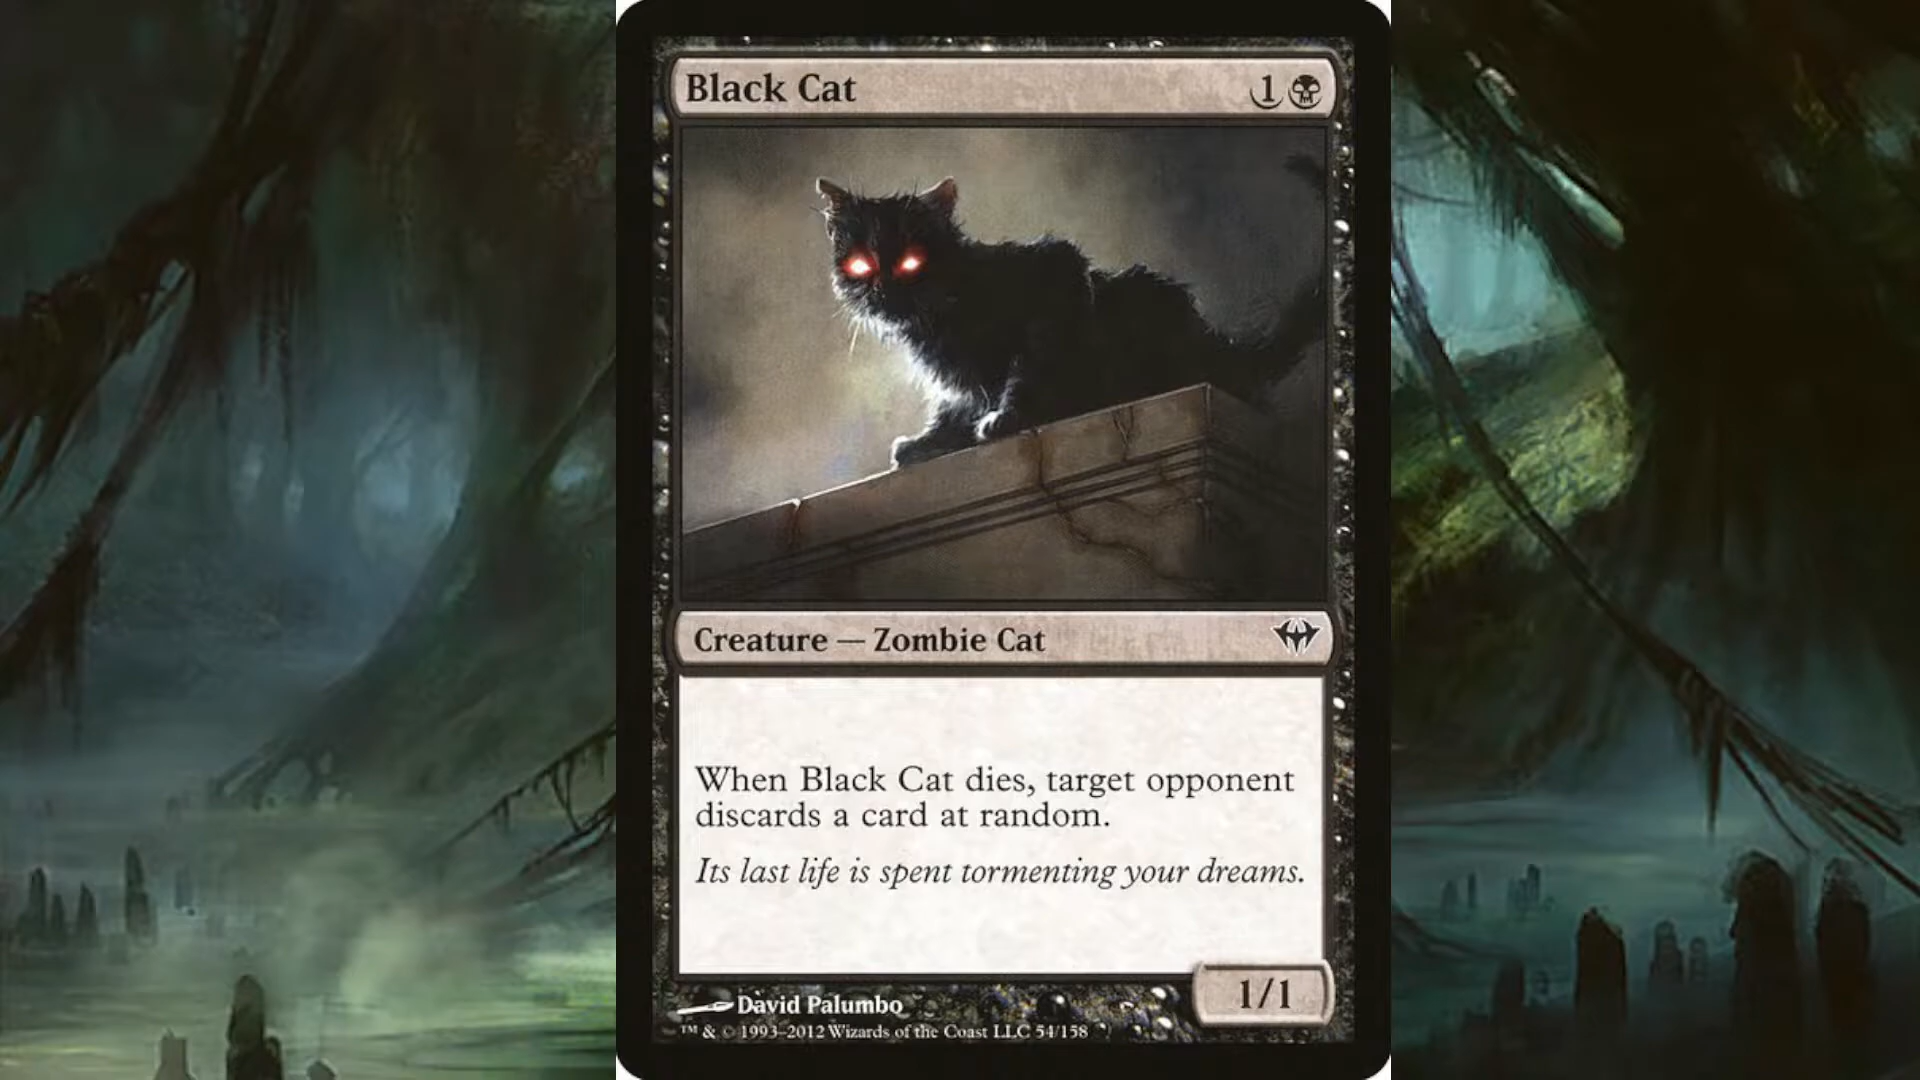 Black Cat 1
Creature — Zombie Cat
When Black Cat dies, target opponent
discards a card at random.
Its last life is spent tormenting your dreams.
1/1
David Palumbo
™ & © 1993–2012 Wizards of the Coast LLC 54/158